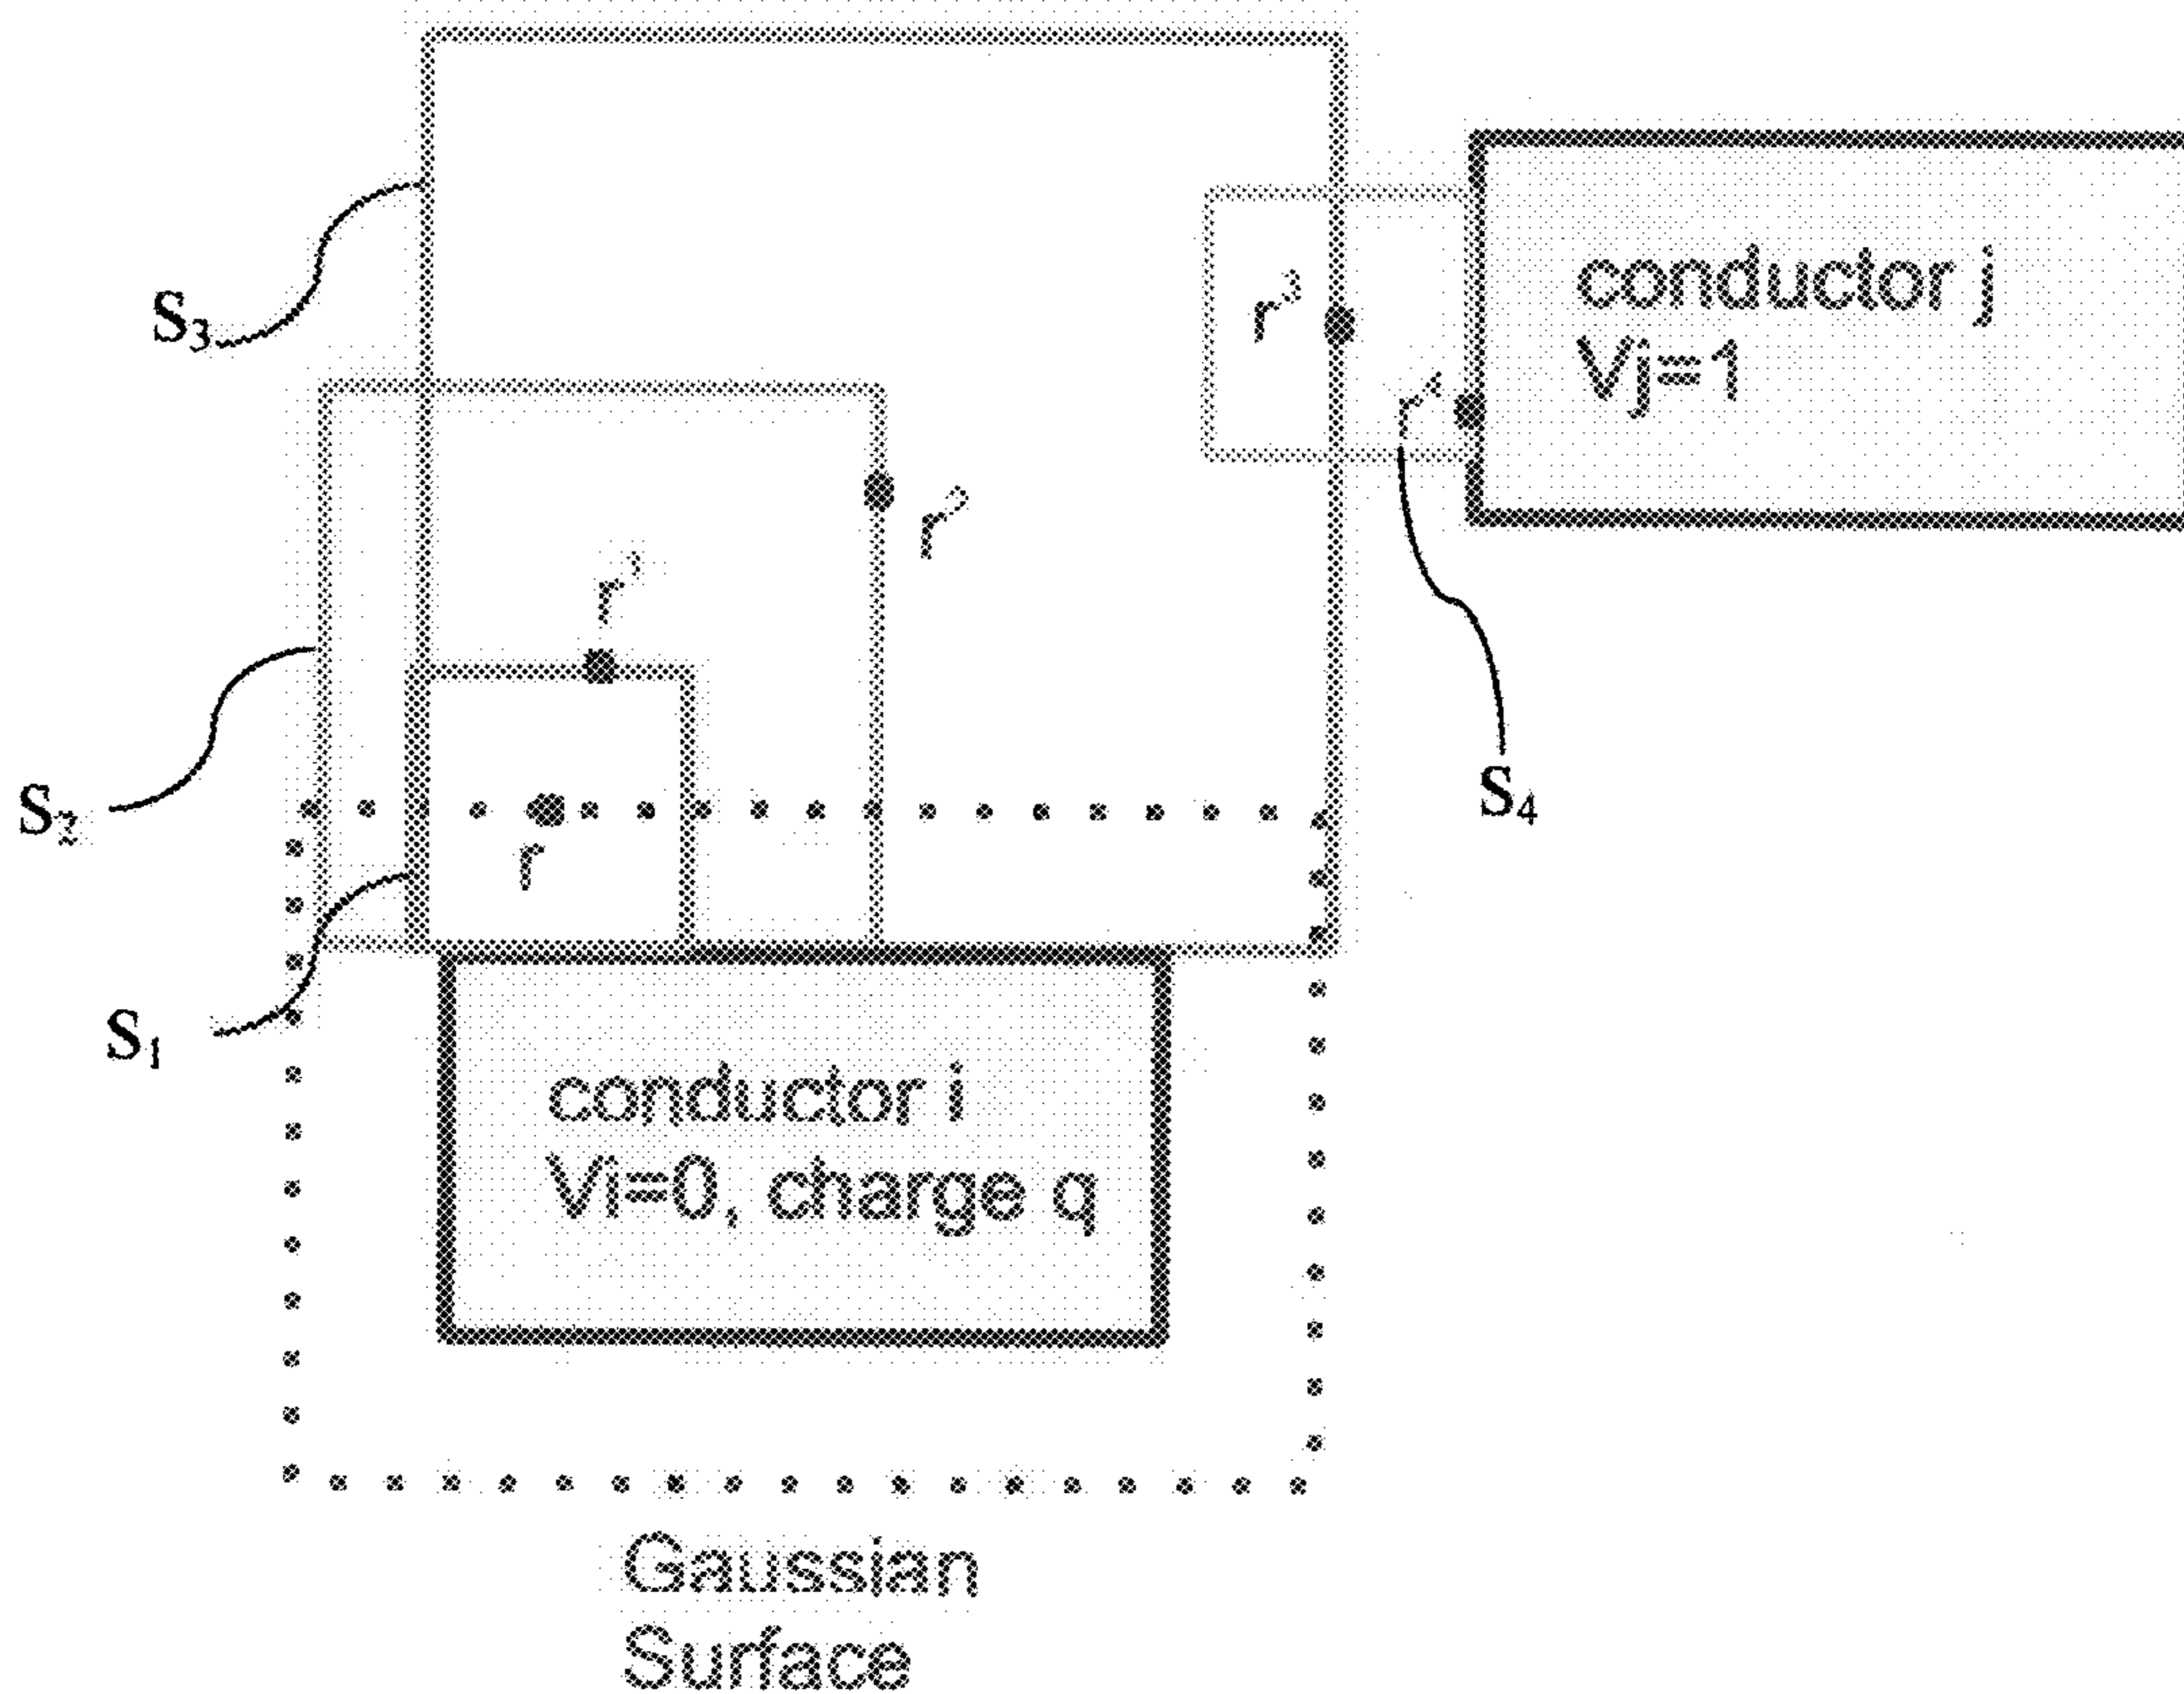 S₃
r³
conductor j
Vj=1
r⁴
r²
r¹
S₂
r
S₄
S₁
conductor i
Vi=0, charge q
Gaussian
Surface